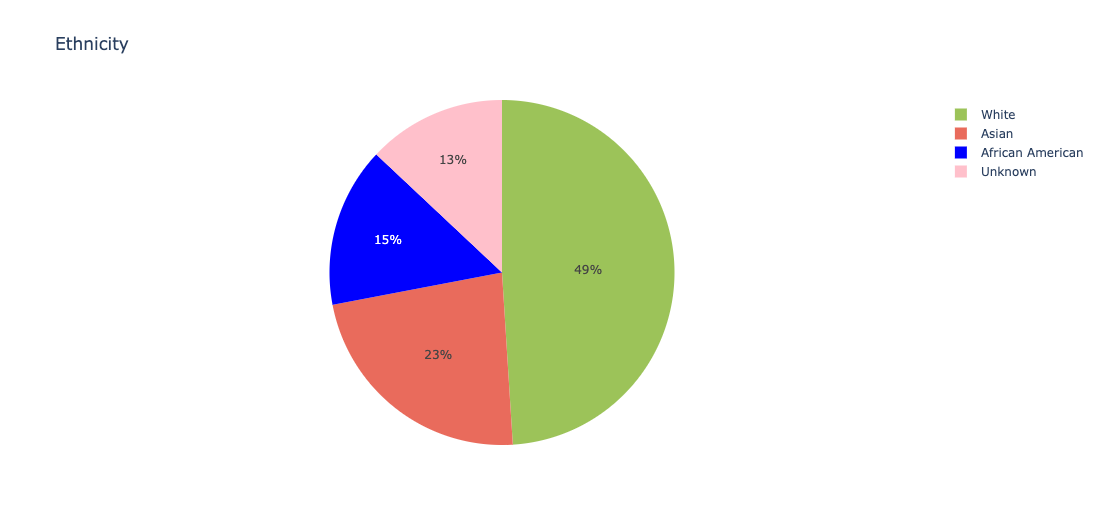 Ethnicity
White
Asian
African American
Unknown
13%
15%
49%
23%